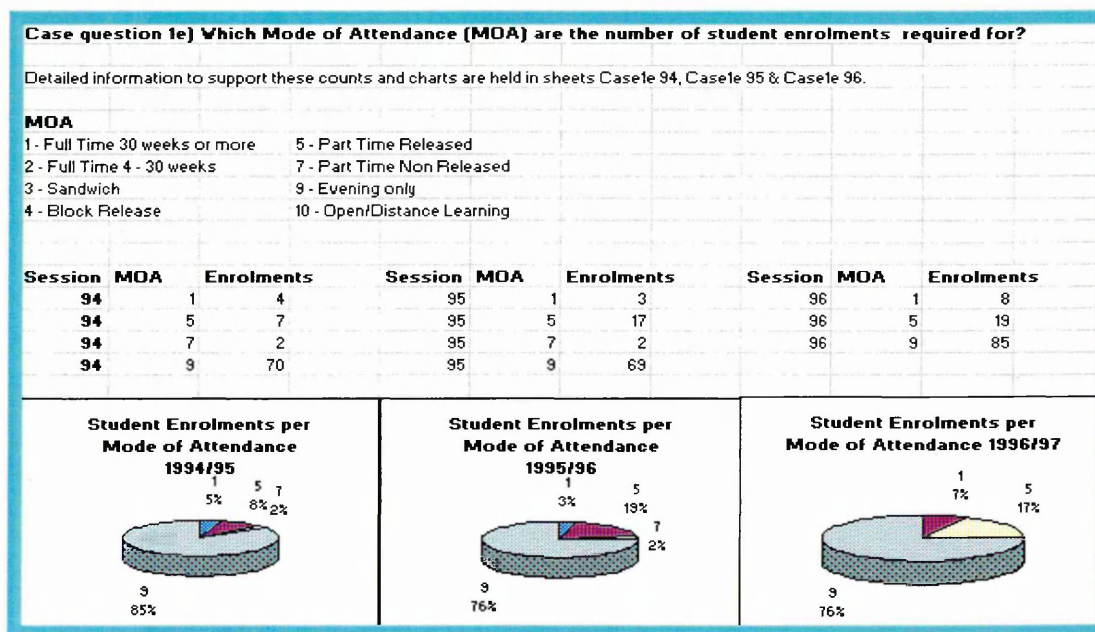 Case question 1e) Which Mode of Attendance (MOA) are the number of student enrolments required for?
Detailed information to support these counts and charts are held in sheets Case1e 94, Case1e 95 & Case1e 96.
MOA
1 - Full Time 30 weeks or more 5 - Part Time Released
2 - Full Time 4 - 30 weeks 7 - Part Time Non Released
3 - Sandwich 9 - Evening only
4 - Block Release 10 - Open/Distance Learning
Session MOA Enrolments Session MOA Enrolments Session MOA Enrolments
94 1 4 95 1 3 96 1 8
94 5 7 95 5 17 96 5 19
94 7 2 95 7 2 96 9 85
94 9 70 95 9 69
Student Enrolments per
Mode of Attendance
1994/95
1
5%
5
8%
7
2%
9
85%
Student Enrolments per
Mode of Attendance
1995/96
1
3%
5
19%
7
2%
9
76%
Student Enrolments per
Mode of Attendance 1996/97
1
7%
5
17%
9
76%